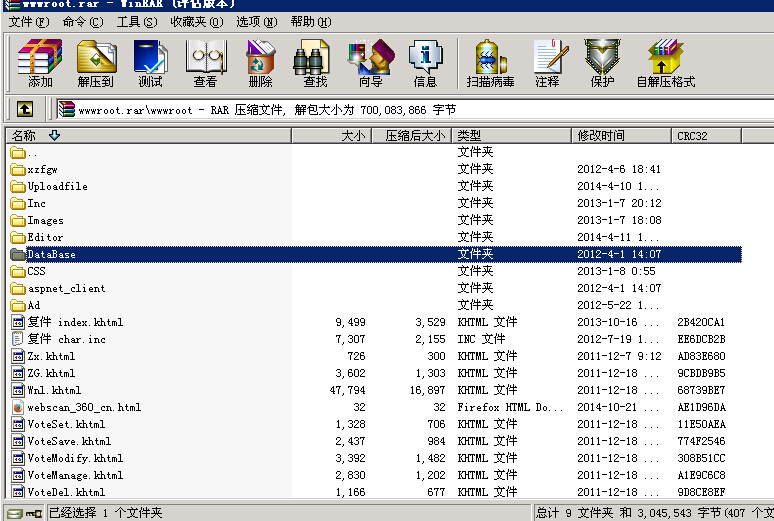 wwwroot.rar - WinRAR (评估版本)
文件(F) 命令(C) 工具(S) 收藏夹(O) 选项(N) 帮助(H)
添加 解压到 测试 查看 删除 查找 向导 信息 扫描病毒 注释 保护 自解压格式
wwwroot.rar\wwwroot - RAR 压缩文件, 解包大小为 700,083,866 字节
名称 大小 压缩后大小 类型 修改时间 CRC32
.. 文件夹
xzfgw 文件夹 2012-4-6 18:41
Uploadfile 文件夹 2014-4-10 1...
Inc 文件夹 2013-1-7 20:12
Images 文件夹 2013-1-7 18:08
Editor 文件夹 2014-4-11 1...
DataBase 文件夹 2012-4-1 14:07
CSS 文件夹 2013-1-8 0:55
aspnet_client 文件夹 2012-4-1 14:07
Ad 文件夹 2012-5-22 1...
复件 index.khtml 9,499 3,529 KHTML 文件 2013-10-16 ... 2B420CA1
复件 char.inc 7,307 2,155 INC 文件 2012-7-19 1... EE6DCB2B
Zx.khtml 726 300 KHTML 文件 2011-12-7 9:12 AD83E680
ZG.khtml 3,602 1,303 KHTML 文件 2011-12-18 ... 9CBDB9B5
Wnl.khtml 47,794 16,897 KHTML 文件 2011-12-18 ... 68739BE7
webscan_360_cn.html 32 32 Firefox HTML Do... 2014-10-21 ... AE1D96DA
VoteSet.khtml 1,328 706 KHTML 文件 2011-12-18 ... 11E50AEA
VoteSave.khtml 2,437 984 KHTML 文件 2011-12-18 ... 774F2546
VoteModify.khtml 3,392 1,482 KHTML 文件 2011-12-18 ... 308B51CC
VoteManage.khtml 2,830 1,202 KHTML 文件 2011-12-18 ... A1E9C6C8
VoteDel.khtml 1,166 677 KHTML 文件 2011-12-18 ... 9D8CE8EF
已经选择 1 个文件夹 总计 9 文件夹 和 3,045,543 字节(407 个文